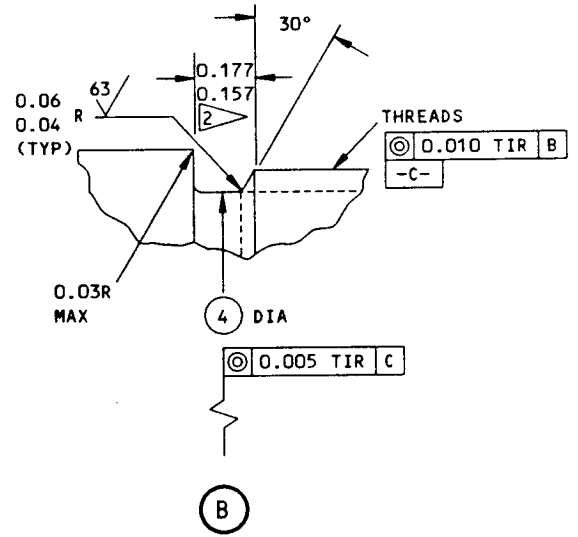 30°
0.177
0.157
2
63
0.06
0.04 R
(TYP)
THREADS
◎ 0.010 TIR B
-C-
0.03R
MAX
4 DIA
◎ 0.005 TIR C
B